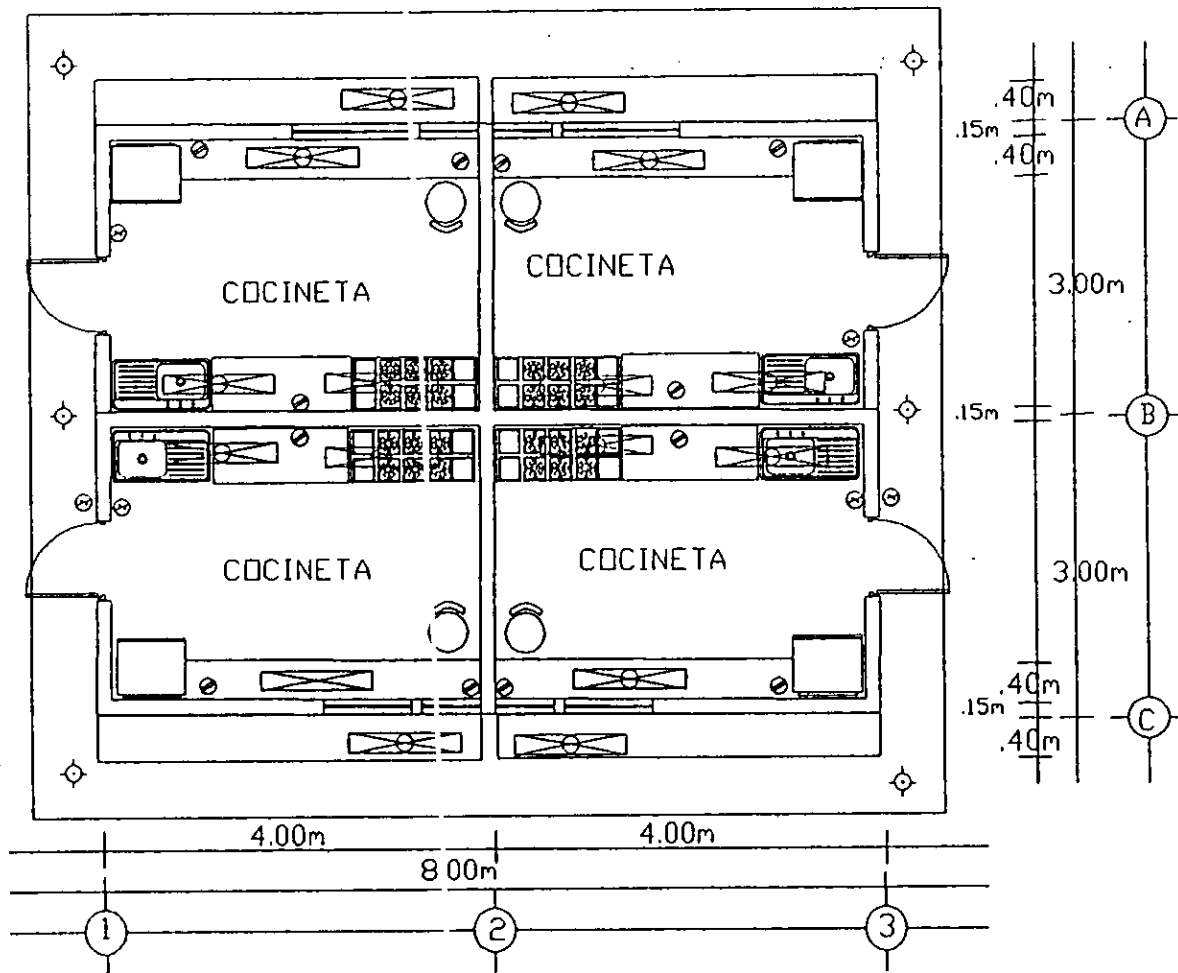 .40m
A
.15m
.40m
COCINETA
COCINETA
3.00m
.15m
B
COCINETA
COCINETA
3.00m
.40m
.15m
C
.40m
4.00m
4.00m
8 00m
1
2
3